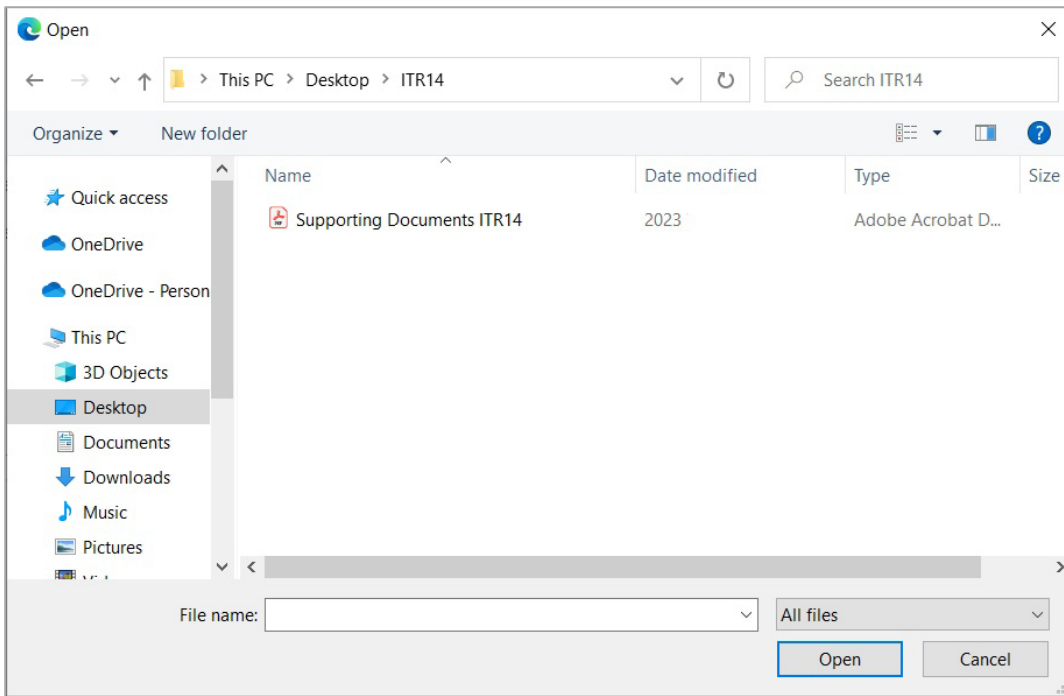 Open
This PC > Desktop > ITR14
Search ITR14
Organize
New folder
?
Name
Date modified
Type
Size
Supporting Documents ITR14
2023
Adobe Acrobat D...
Quick access
OneDrive
OneDrive - Person
This PC
3D Objects
Desktop
Documents
Downloads
Music
Pictures
File name:
All files
Open
Cancel